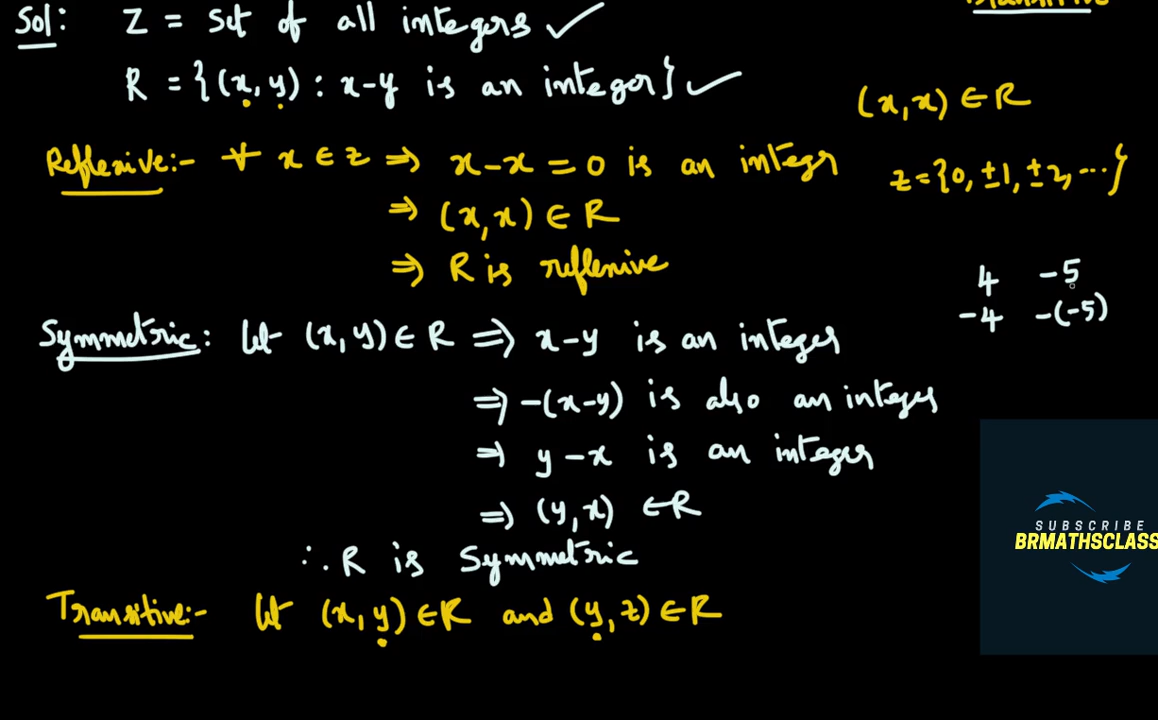 Sol: Z = set of all integers ✓
R = {(x, y) : x-y is an integer} ✓
(x, x) ∈ R
Reflexive:- ∀ x ∈ z ⇒ x-x = 0 is an integr
z = {0, ±1, ±2, ...}
⇒ (x, x) ∈ R
⇒ R is reflexive
4 -5
-4 -(-5)
Symmetric: let (x, y) ∈ R ⇒ x-y is an integer
⇒ -(x-y) is also an integer
⇒ y-x is an integer
⇒ (y, x) ∈ R
∴ R is Symmetric
Transitive:- let (x, y) ∈ R and (y, z) ∈ R
SUBSCRIBE
BRMATHSCLASS